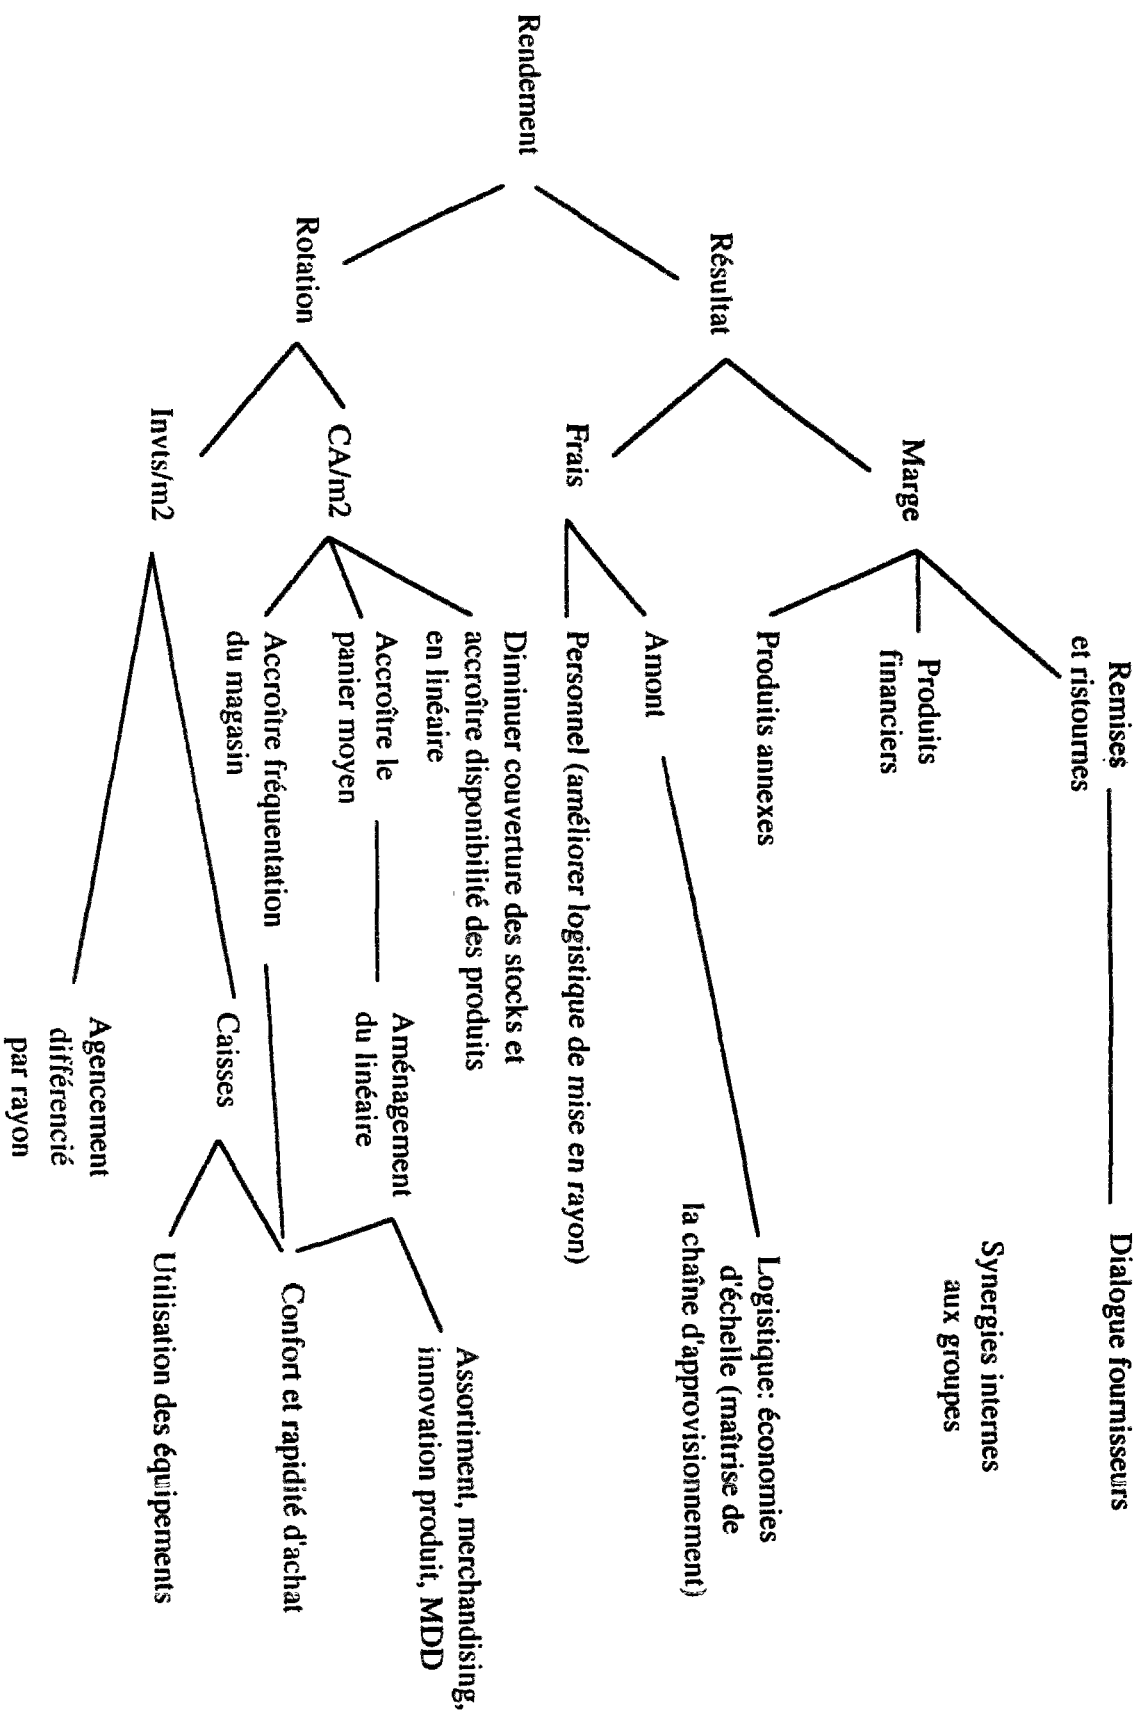 Rendement
Résultat
Rotation
Marge
Frais
CA/m2
Invts/m2
Remises
et ristournes
Produits
financiers
Produits annexes
Amont
Personnel (améliorer logistique de mise en rayon)
Diminuer couverture des stocks et
accroître disponibilité des produits
en linéaire
Accroître le
panier moyen
Accroître fréquentation
du magasin
Dialogue fournisseurs
Synergies internes
aux groupes
Logistique: économies
d'échelle (maîtrise de
la chaîne d'approvisionnement)
Aménagement
du linéaire
Caisses
Agencement
différencié
par rayon
Assortiment, merchandising,
innovation produit, MDD
Confort et rapidité d'achat
Utilisation des équipements